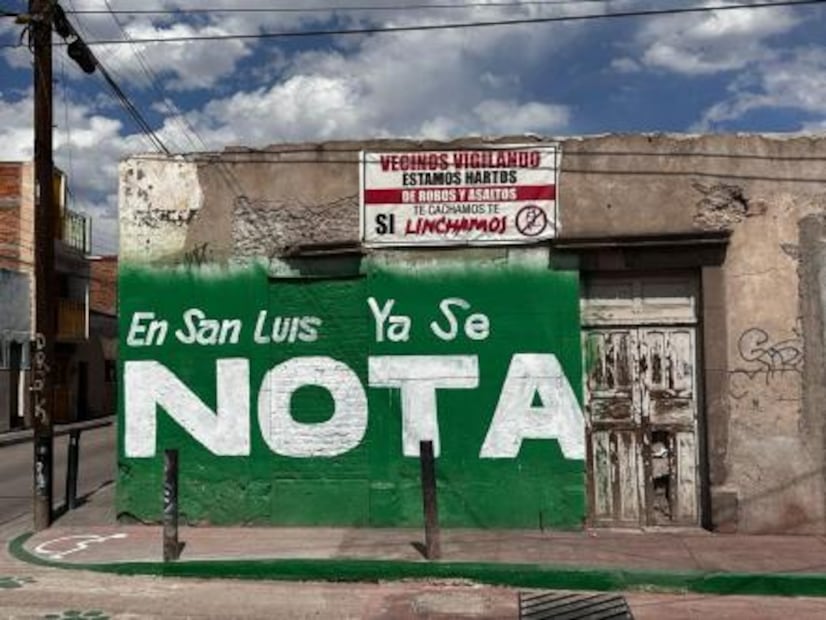 VECINOS VIGILANDO
ESTAMOS HARTOS
DE ROBOS Y ASALTOS
TE CACHAMOS TE
SI LINCHAMOS
En San Luis Ya Se
NOTA